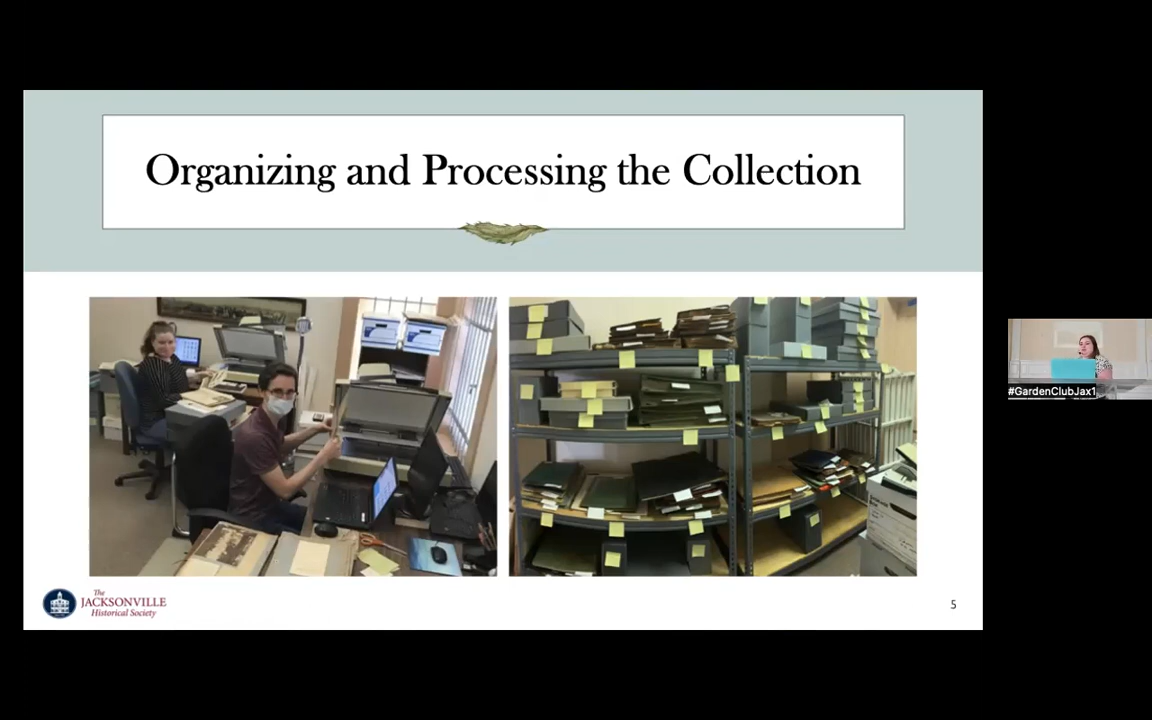 Organizing and Processing the Collection
The
JACKSONVILLE
Historical Society
5
#GardenClubJax1